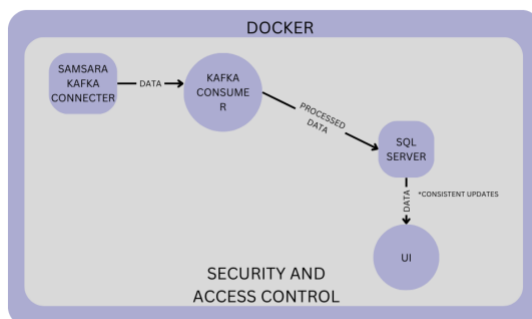 DOCKER
SAMSARA
KAFKA
CONNECTER
DATA
KAFKA
CONSUME
R
PROCESSED
DATA
SQL
SERVER
DATA
*CONSISTENT UPDATES
UI
SECURITY AND
ACCESS CONTROL